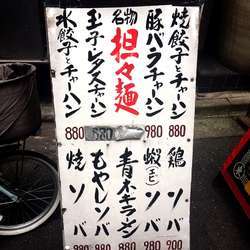 焼餃子とチャーハン
880
豚バラチャーハン
980
名物
担々麺
玉子レタスチャーハン
水餃子とチャーハン
880
鶏ソバ
蝦(エビ)ソバ
青ネギラーメン
もやしソバ
焼ソバ